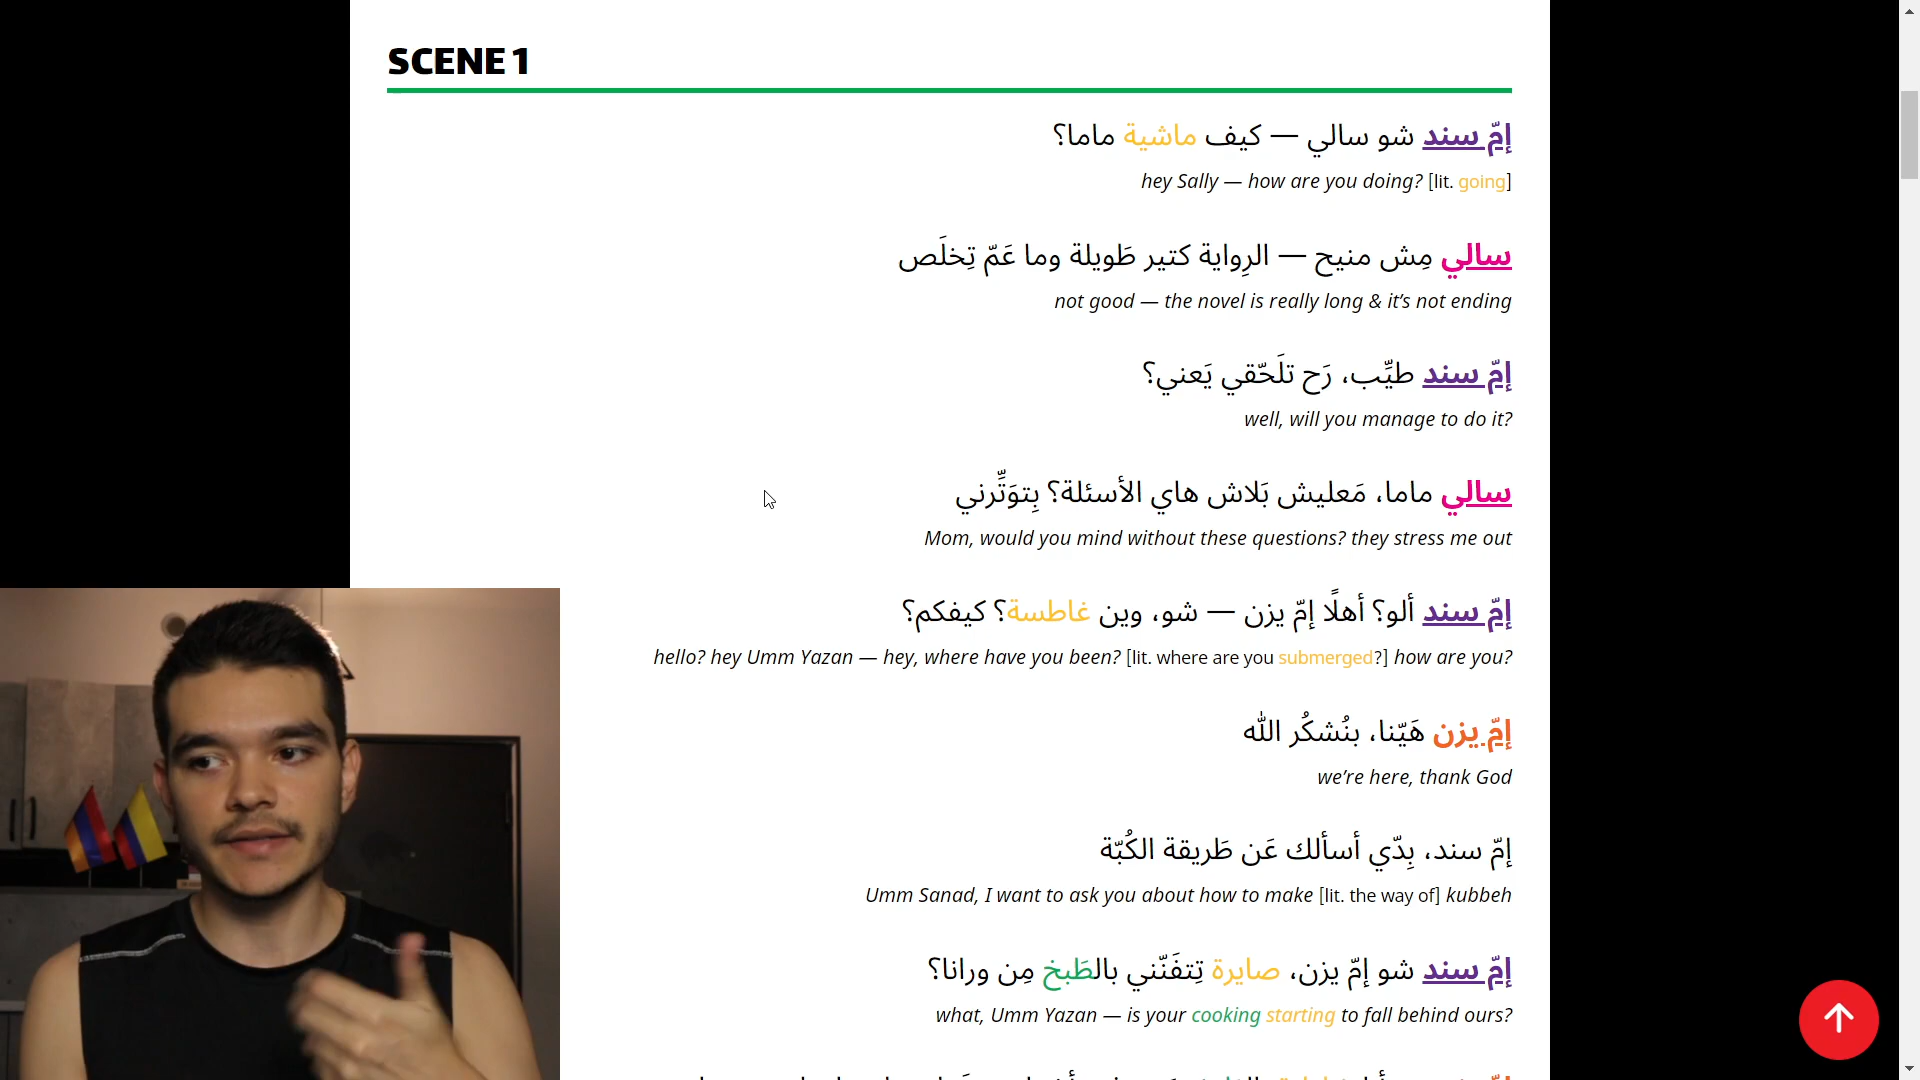 SCENE 1
إمّ سند شو سالي — كيف ماشية ماما؟
hey Sally — how are you doing? [lit. going]
سالي مِش منيح — الرِواية كتير طَويلة وما عَمّ تِخلَص
not good — the novel is really long & it's not ending
إمّ سند طيِّب، رَح تلَحّقي يَعني؟
well, will you manage to do it?
سالي ماما، مَعليش بَلاش هاي الأسئلة؟ بِتوَتِّرني
Mom, would you mind without these questions? they stress me out
إمّ سند ألو؟ أهلًا إمّ يزن — شو، وين غاطسة؟ كيفكم؟
hello? hey Umm Yazan — hey, where have you been? [lit. where are you submerged?] how are you?
إمّ يزن هَيّنا، بنُشكُر الله
we're here, thank God
إمّ سند، بِدّي أسألك عَن طَريقة الكُبّة
Umm Sanad, I want to ask you about how to make [lit. the way of] kubbeh
إمّ سند شو إمّ يزن، صايرة تِتفَنّني بالطَبخ مِن ورانا؟
what, Umm Yazan — is your cooking starting to fall behind ours?